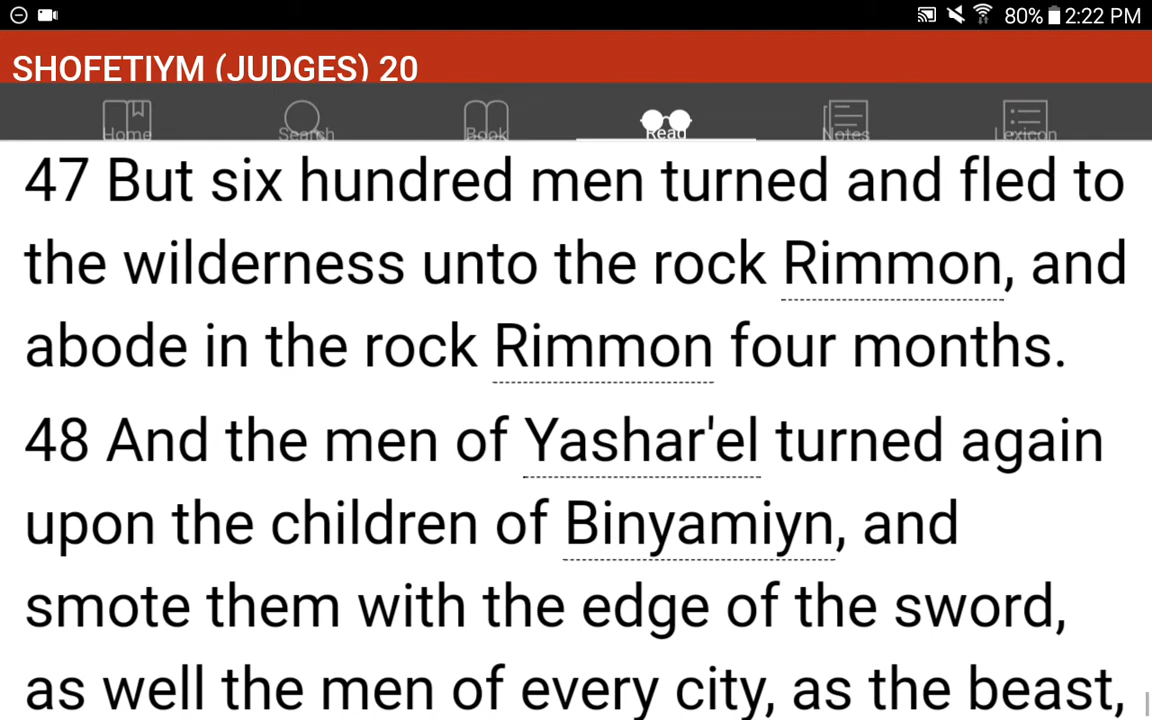 80% 2:22 PM
SHOFETIYM (JUDGES) 20
Home Search Book Read Notes Lexicon
47 But six hundred men turned and fled to
the wilderness unto the rock Rimmon, and
abode in the rock Rimmon four months.
48 And the men of Yashar'el turned again
upon the children of Binyamiyn, and
smote them with the edge of the sword,
as well the men of every city, as the beast,